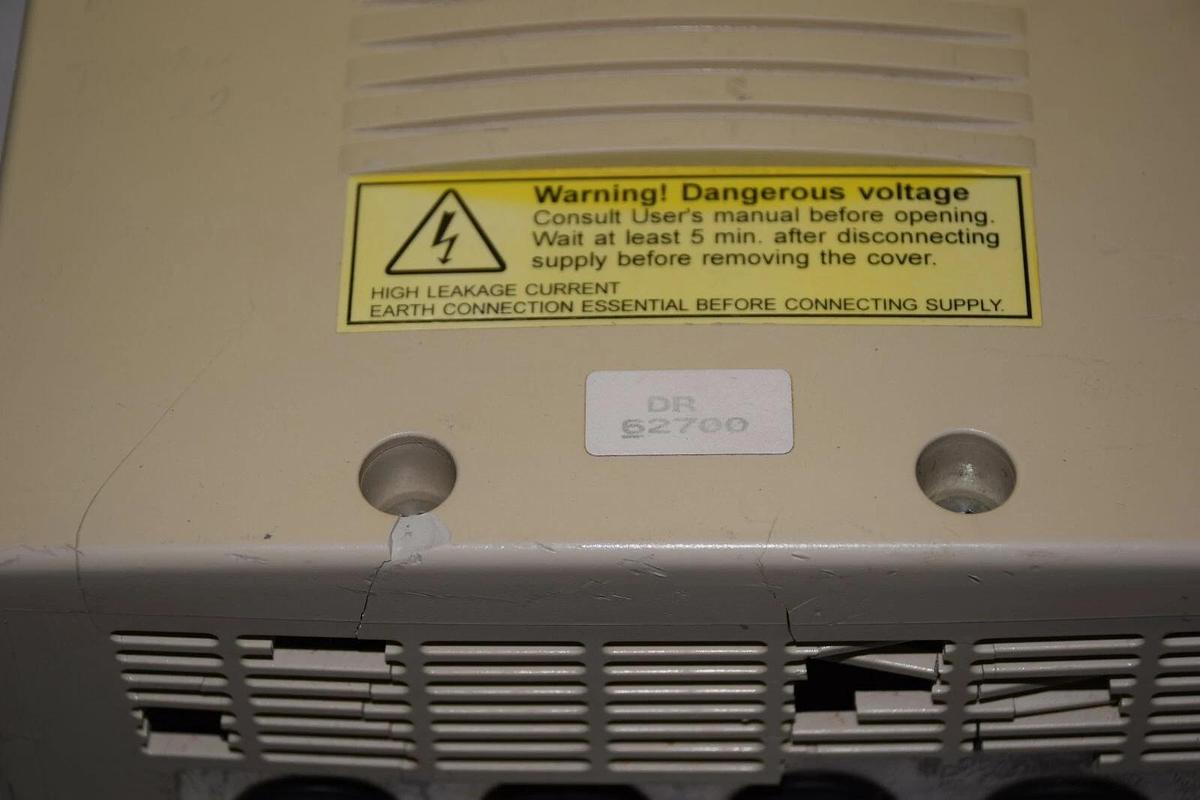 Warning! Dangerous voltage
Consult User's manual before opening.
Wait at least 5 min. after disconnecting
supply before removing the cover.
HIGH LEAKAGE CURRENT
EARTH CONNECTION ESSENTIAL BEFORE CONNECTING SUPPLY.
DR
62700